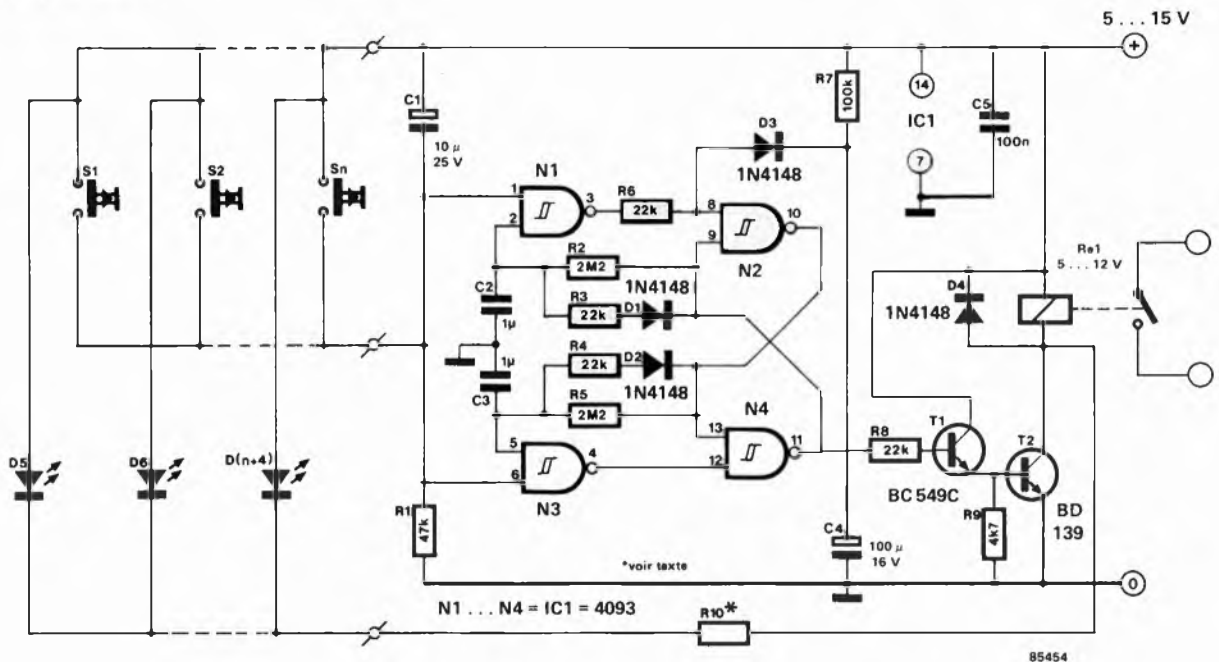 5 ... 15 V
+
S1
S2
Sn
C1
10 µ
25 V
R7
100k
14
IC1
7
C5
100n
D3
1N4148
N1
1
2
3
R6
22k
8
9
10
N2
R2
2M2
1N4148
R3
22k
D1
C2
1µ
Re1
5 ... 12 V
D4
1N4148
1µ
C3
R4
22k
D2
1N4148
R5
2M2
N4
13
12
11
R8
22k
T1
BC 549C
T2
BD
139
D5
D6
D(n+4)
5
6
4
N3
R1
47k
R9
4k7
C4
100 µ
16 V
*voir texte
0
N1 ... N4 = IC1 = 4093
R10*
85454